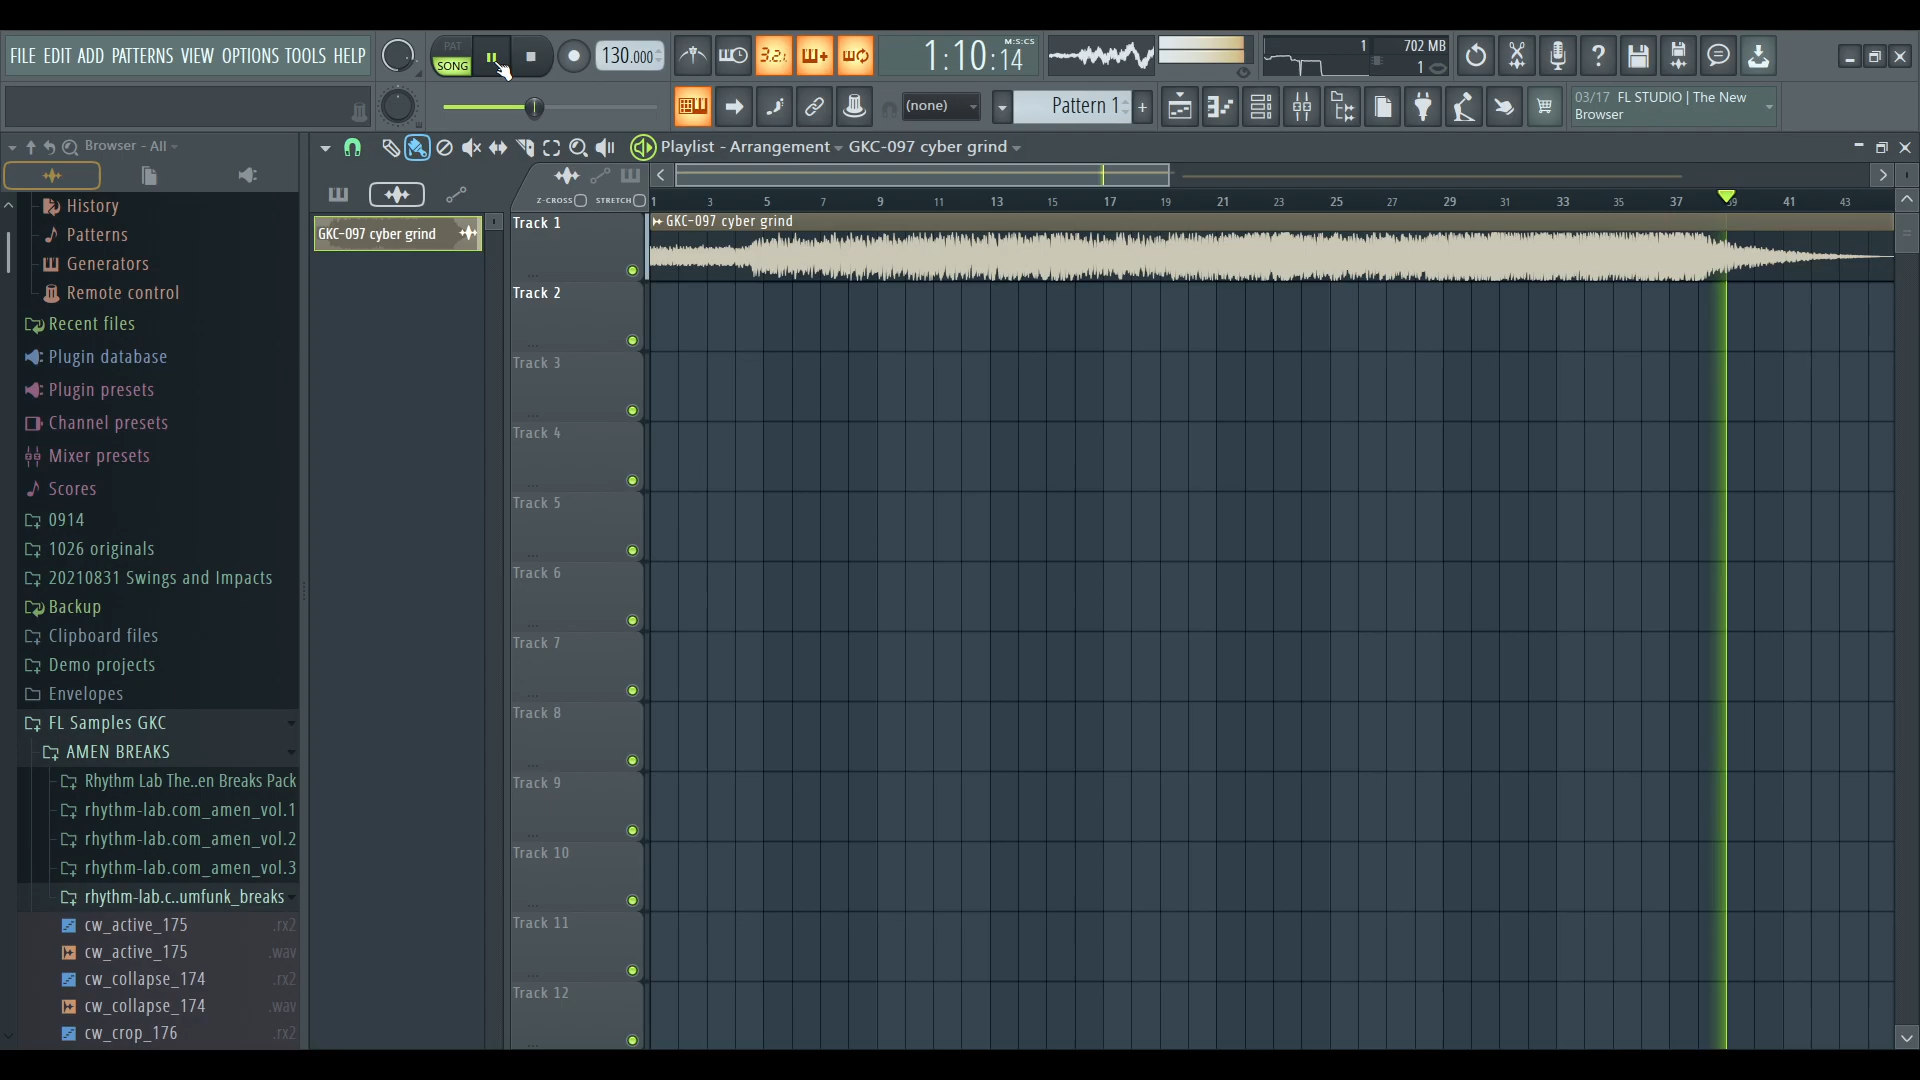 FILE EDIT ADD PATTERNS VIEW OPTIONS TOOLS HELP
PAT
SONG
130.000
3.2.
1:10:14
M:S:CS
1
702 MB
1
(none)
Pattern 1
03/17 FL STUDIO | The New
Browser
Browser - All
Playlist - Arrangement
GKC-097 cyber grind
Z-CROSS
STRETCH
1 3 5 7 9 11 13 15 17 19 21 23 25 27 29 31 33 35 37 39 41 43
History
Patterns
Generators
Remote control
Recent files
Plugin database
Plugin presets
Channel presets
Mixer presets
Scores
0914
1026 originals
20210831 Swings and Impacts
Backup
Clipboard files
Demo projects
Envelopes
FL Samples GKC
AMEN BREAKS
Rhythm Lab The..en Breaks Pack
rhythm-lab.com_amen_vol.1
rhythm-lab.com_amen_vol.2
rhythm-lab.com_amen_vol.3
rhythm-lab.c..umfunk_breaks
cw_active_175 .rx2
cw_active_175 .wav
cw_collapse_174 .rx2
cw_collapse_174 .wav
cw_crop_176 .rx2
GKC-097 cyber grind
Track 1
GKC-097 cyber grind
Track 2
Track 3
Track 4
Track 5
Track 6
Track 7
Track 8
Track 9
Track 10
Track 11
Track 12